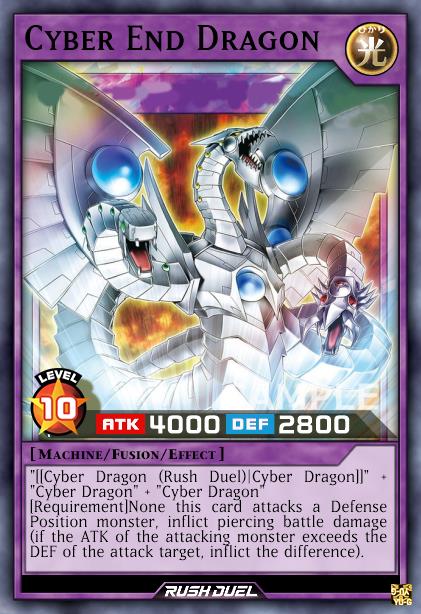 Cyber End Dragon
ひかり
光
LEVEL
10
ATK 4000 DEF 2800
[Machine/Fusion/Effect]
"[[Cyber Dragon (Rush Duel)|Cyber Dragon]]" +
"Cyber Dragon" + "Cyber Dragon"
[Requirement]None this card attacks a Defense
Position monster, inflict piercing battle damage
(if the ATK of the attacking monster exceeds the
DEF of the attack target, inflict the difference).
RUSH DUEL